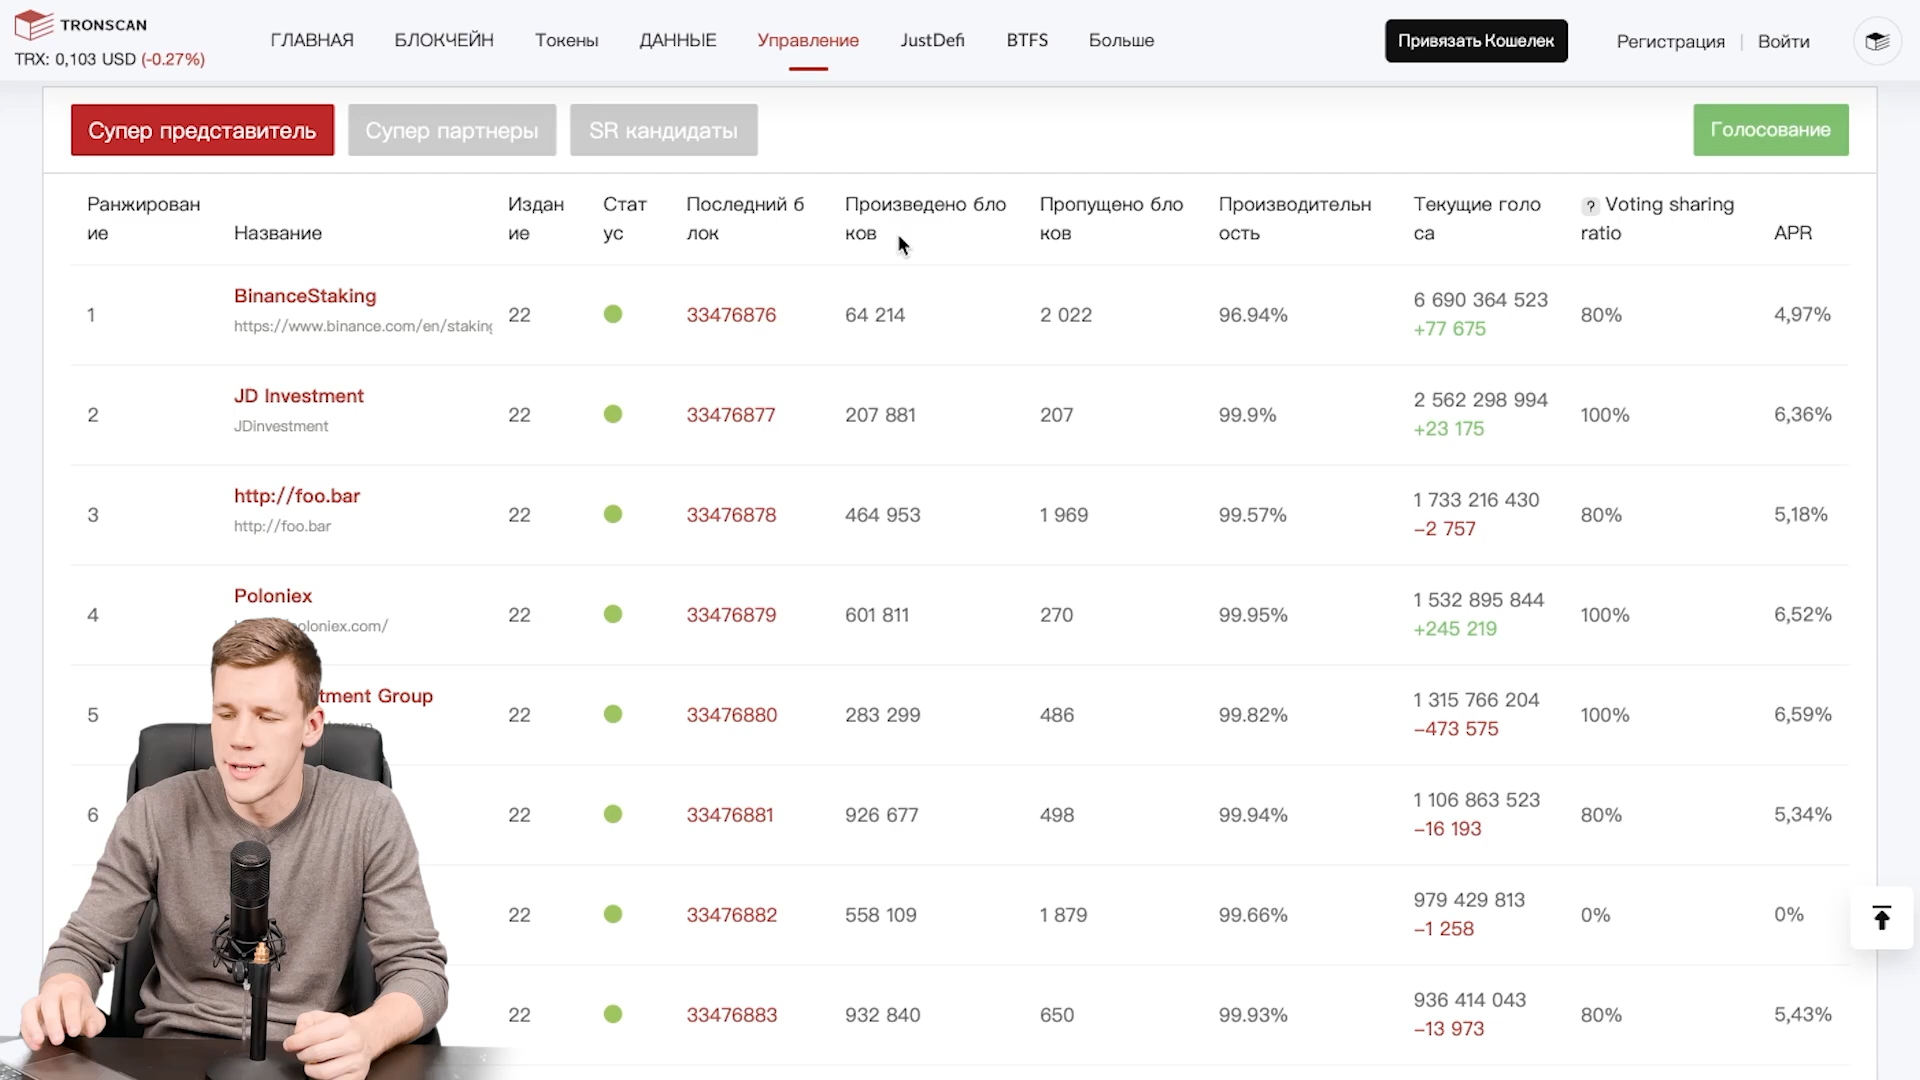 TRONSCAN
TRX: 0,103 USD (-0.27%)
ГЛАВНАЯ БЛОКЧЕЙН Токены ДАННЫЕ Управление JustDefi BTFS Больше
Привязать Кошелек
Регистрация | Войти
Супер представитель Супер партнеры SR кандидаты Голосование
Ранжирован
ие
Название
Издан
ие
Стат
ус
Последний б
лок
Произведено бло
ков
Пропущено бло
ков
Производительн
ость
Текущие голо
са
? Voting sharing
ratio
APR
1 BinanceStaking 22 33476876 64 214 2 022 96.94% 6 690 364 523 80% 4,97%
https://www.binance.com/en/staking +77 675
2 JD Investment 22 33476877 207 881 207 99.9% 2 562 298 994 100% 6,36%
JDinvestment +23 175
3 http://foo.bar 22 33476878 464 953 1 969 99.57% 1 733 216 430 80% 5,18%
http://foo.bar −2 757
4 Poloniex 22 33476879 601 811 270 99.95% 1 532 895 844 100% 6,52%
oloniex.com/ +245 219
5 tment Group 22 33476880 283 299 486 99.82% 1 315 766 204 100% 6,59%
−473 575
6 22 33476881 926 677 498 99.94% 1 106 863 523 80% 5,34%
−16 193
22 33476882 558 109 1 879 99.66% 979 429 813 0% 0%
−1 258
22 33476883 932 840 650 99.93% 936 414 043 80% 5,43%
−13 973